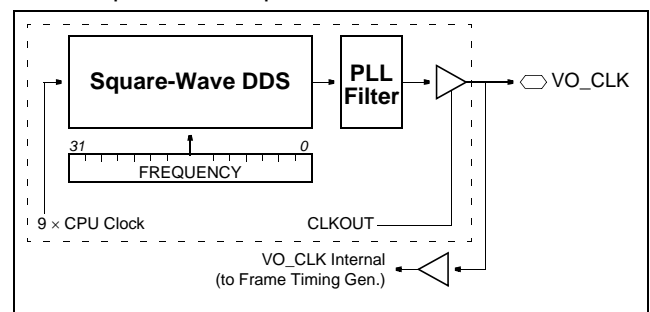 Square-Wave DDS
PLL
Filter
VO_CLK
31
0
FREQUENCY
9 × CPU Clock
CLKOUT
VO_CLK Internal
(to Frame Timing Gen.)